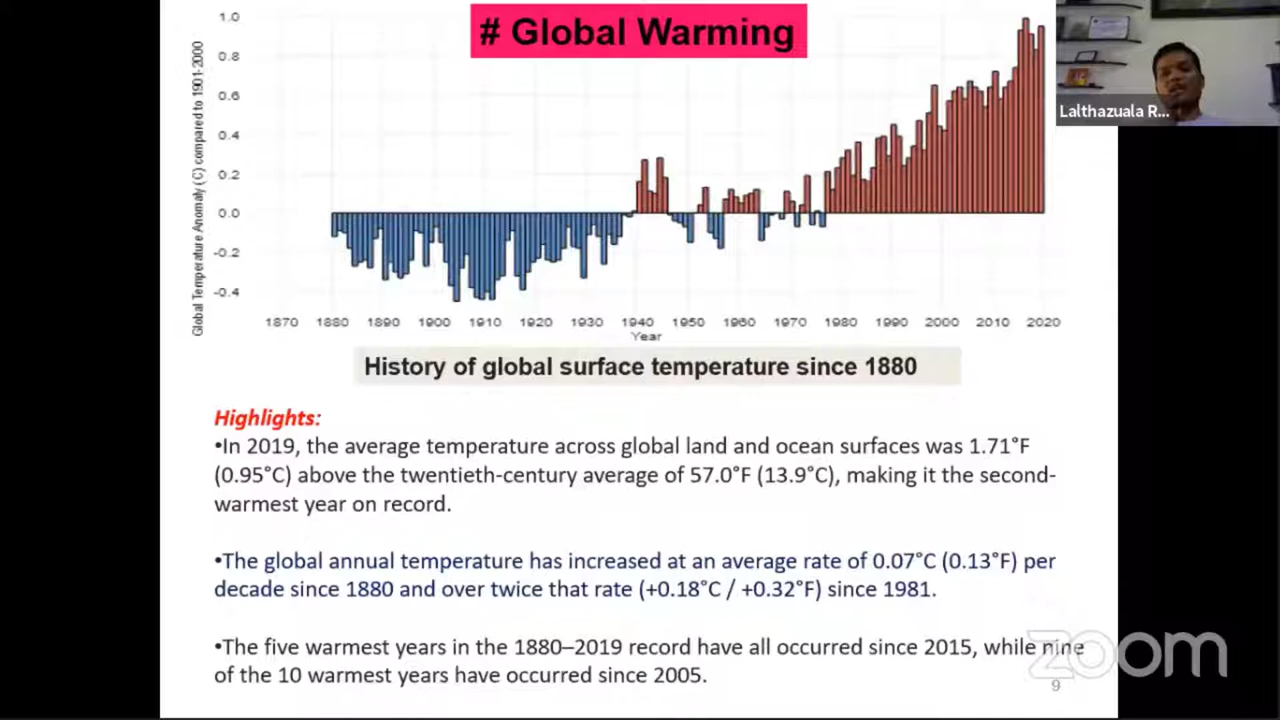 # Global Warming
Lalthazuala R...
Global Temperature Anomaly (C) compared to 1901-2000
1.0
0.8
0.6
0.4
0.2
0.0
-0.2
-0.4
1870 1880 1890 1900 1910 1920 1930 1940 1950 1960 1970 1980 1990 2000 2010 2020
Year
History of global surface temperature since 1880
Highlights:
•In 2019, the average temperature across global land and ocean surfaces was 1.71°F
(0.95°C) above the twentieth-century average of 57.0°F (13.9°C), making it the second-
warmest year on record.
•The global annual temperature has increased at an average rate of 0.07°C (0.13°F) per
decade since 1880 and over twice that rate (+0.18°C / +0.32°F) since 1981.
•The five warmest years in the 1880–2019 record have all occurred since 2015, while nine
of the 10 warmest years have occurred since 2005.
zoom
9